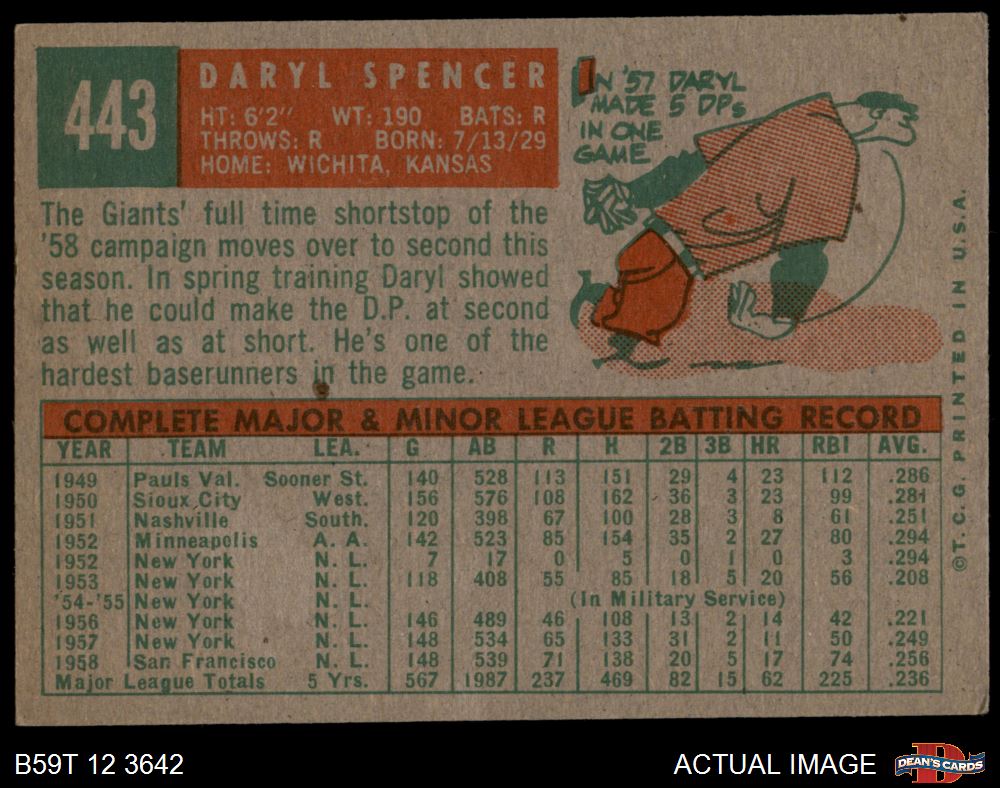 443
DARYL SPENCER
HT: 6'2" WT: 190 BATS: R
THROWS: R BORN: 7/13/29
HOME: WICHITA, KANSAS
IN '57 DARYL
MADE 5 DPs
IN ONE
GAME
The Giants' full time shortstop of the
'58 campaign moves over to second this
season. In spring training Daryl showed
that he could make the D.P. at second
as well as at short. He's one of the
hardest baserunners in the game.
COMPLETE MAJOR & MINOR LEAGUE BATTING RECORD
YEAR TEAM LEA. G AB R H 2B 3B HR RBI AVG.
1949 Pauls Val. Sooner St. 140 528 113 151 29 4 23 112 .286
1950 Sioux City West. 156 576 108 162 36 3 23 99 .281
1951 Nashville South. 120 398 67 100 28 3 8 61 .251
1952 Minneapolis A. A. 142 523 85 154 35 2 27 80 .294
1952 New York N. L. 7 17 0 5 0 1 0 3 .294
1953 New York N. L. 118 408 55 85 18 5 20 56 .208
'54-'55 New York N. L. (In Military Service)
1956 New York N. L. 146 489 46 108 13 2 14 42 .221
1957 New York N. L. 148 534 65 133 31 2 11 50 .249
1958 San Francisco N. L. 148 539 71 138 20 5 17 74 .256
Major League Totals 5 Yrs. 567 1987 237 469 82 15 62 225 .236
©T. C. G. PRINTED IN U.S.A.
B59T 12 3642
ACTUAL IMAGE
D
DEAN'S CARDS